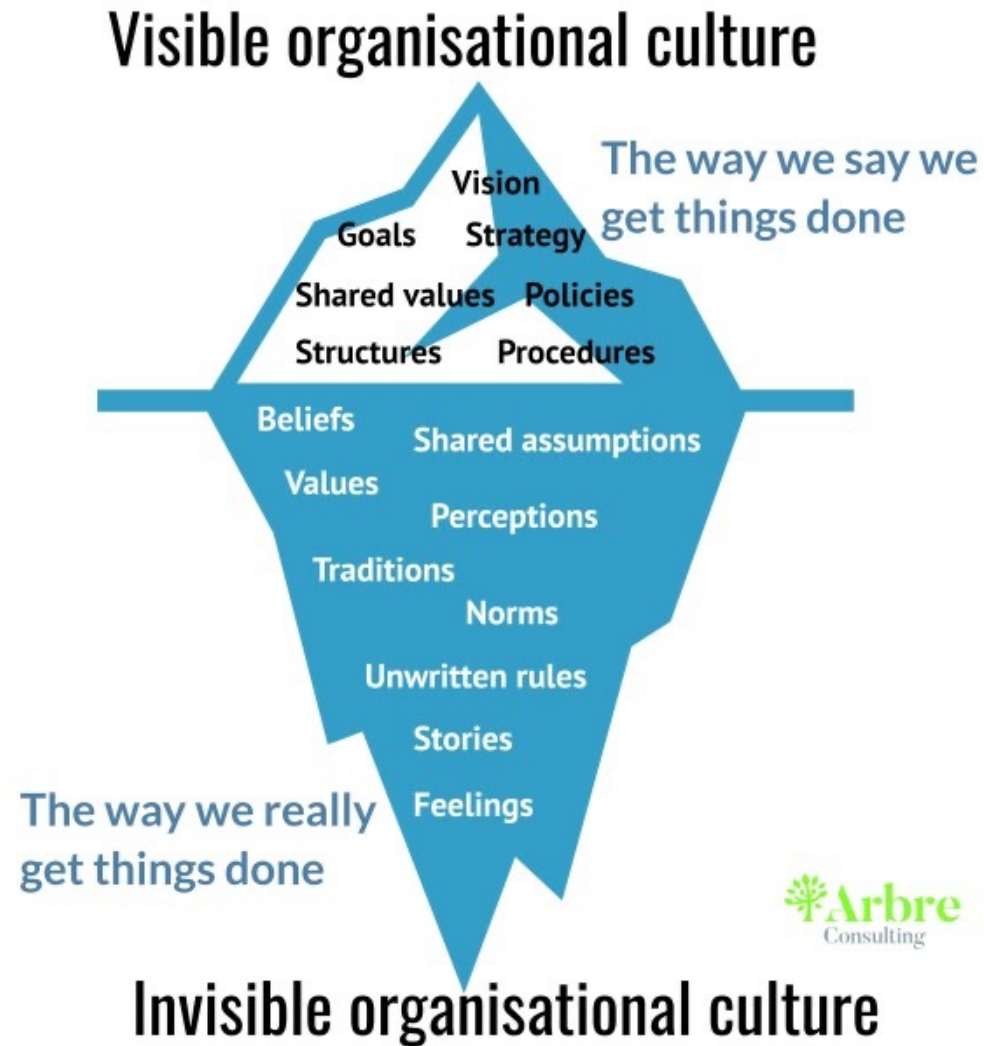 Visible organisational culture
The way we say we
get things done
Vision
Goals Strategy
Shared values Policies
Structures Procedures
Beliefs
Shared assumptions
Values
Perceptions
Traditions
Norms
Unwritten rules
Stories
Feelings
The way we really
get things done
Arbre
Consulting
Invisible organisational culture